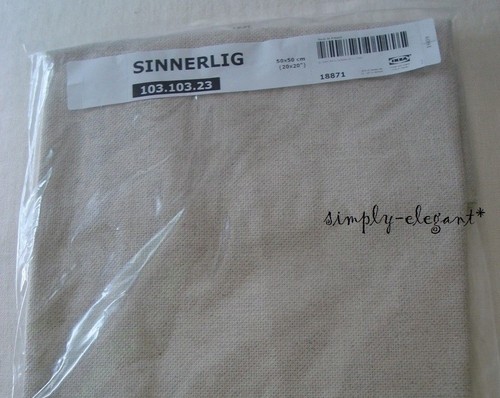 SINNERLIG
103.103.23
50x50 cm
(20x20")
18871
IKEA
simply-elegant*